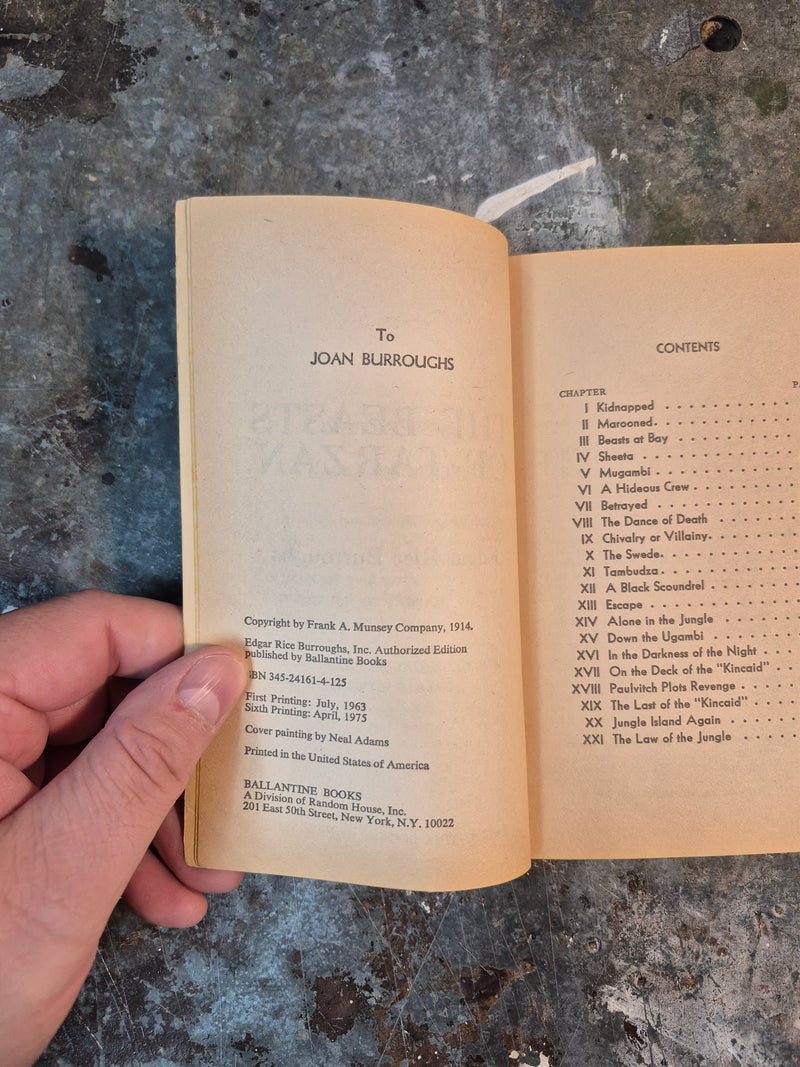 To
JOAN BURROUGHS
Copyright by Frank A. Munsey Company, 1914.
Edgar Rice Burroughs, Inc. Authorized Edition
published by Ballantine Books
SBN 345-24161-4-125
First Printing: July, 1963
Sixth Printing: April, 1975
Cover painting by Neal Adams
Printed in the United States of America
BALLANTINE BOOKS
A Division of Random House, Inc.
201 East 50th Street, New York, N.Y. 10022
CONTENTS
CHAPTER
I Kidnapped
II Marooned
III Beasts at Bay
IV Sheeta
V Mugambi
VI A Hideous Crew
VII Betrayed
VIII The Dance of Death
IX Chivalry or Villainy
X The Swede
XI Tambudza
XII A Black Scoundrel
XIII Escape
XIV Alone in the Jungle
XV Down the Ugambi
XVI In the Darkness of the Night
XVII On the Deck of the "Kincaid"
XVIII Paulvitch Plots Revenge
XIX The Last of the "Kincaid"
XX Jungle Island Again
XXI The Law of the Jungle